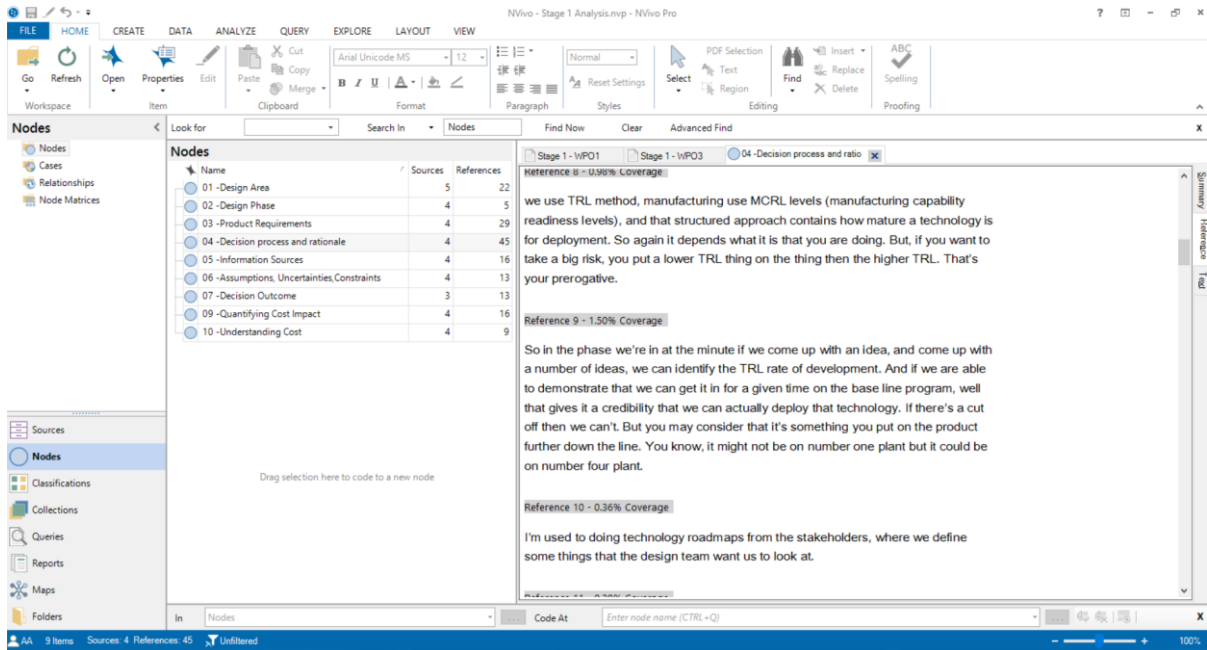 NVivo - Stage 1 Analysis.nvp - NVivo Pro
FILE HOME CREATE DATA ANALYZE QUERY EXPLORE LAYOUT VIEW
Go Refresh Open Properties Edit Paste Cut Copy Merge
Arial Unicode MS 12
B I U A
Normal
Reset Settings
Select PDF Selection Text Region Find Insert Replace Delete
ABC Spelling
Workspace Item Clipboard Format Paragraph Styles Editing Proofing
Nodes
Look for Search In Nodes Find Now Clear Advanced Find X
Nodes
Cases
Relationships
Node Matrices
Sources
Nodes
Classifications
Collections
Queries
Reports
Maps
Folders
Nodes
Name Sources References
01 -Design Area 5 22
02 -Design Phase 4 5
03 -Product Requirements 4 29
04 -Decision process and rationale 4 45
05 -Information Sources 4 16
06 -Assumptions, Uncertainties,Constraints 4 13
07 -Decision Outcome 3 13
09 -Quantifying Cost Impact 4 16
10 -Understanding Cost 4 9
Drag selection here to code to a new node
Stage 1 - WPO1 Stage 1 - WPO3 04 -Decision process and ratio
Reference 8 - 0.98% Coverage
we use TRL method, manufacturing use MCRL levels (manufacturing capability
readiness levels), and that structured approach contains how mature a technology is
for deployment. So again it depends what it is that you are doing. But, if you want to
take a big risk, you put a lower TRL thing on the thing then the higher TRL. That's
your prerogative.
Reference 9 - 1.50% Coverage
So in the phase we're in at the minute if we come up with an idea, and come up with
a number of ideas, we can identify the TRL rate of development. And if we are able
to demonstrate that we can get it in for a given time on the base line program, well
that gives it a credibility that we can actually deploy that technology. If there's a cut
off then we can't. But you may consider that it's something you put on the product
further down the line. You know, it might not be on number one plant but it could be
on number four plant.
Reference 10 - 0.36% Coverage
I'm used to doing technology roadmaps from the stakeholders, where we define
some things that the design team want us to look at.
Summary
Reference
Text
In Nodes ... Code At Enter node name (CTRL+Q) ... X
AA 9 Items Sources: 4 References: 45 Unfiltered 100%